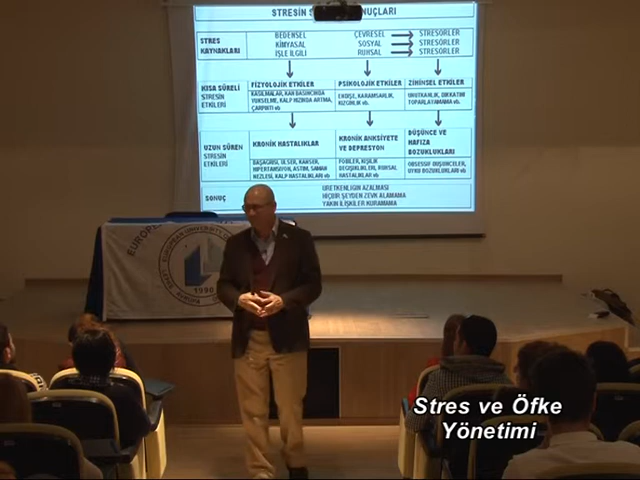 STRESİN S ONUÇLARI
STRES KAYNAKLARI
BEDENSEL
KİMYASAL
İŞLE İLGİLİ
ÇEVRESEL
SOSYAL
RUHSAL
STRESÖRLER
STRESÖRLER
STRESÖRLER
KISA SÜRELİ
STRESİN
ETKİLERİ
FİZYOLOJİK ETKİLER
KASILMALAR, KAN BASINCINDA
YÜKSELME, KALP HIZINDA ARTMA,
ÇARPINTI vb
PSİKOLOJİK ETKİLER
ENDİŞE, KARAMSARLIK,
KIZGINLIK vb.
ZİHİNSEL ETKİLER
UNUTKANLIK, DİKKATİNİ
TOPARLAYAMAMA vb.
UZUN SÜREN
STRESİN
ETKİLERİ
KRONİK HASTALIKLAR
BAŞAĞRISI, ÜLSER, KANSER,
HİPERTANSİYON, ASTIM, SAMAN
NEZLESİ, KALP HASTALIKLARI vb
KRONİK ANKSİYETE
VE DEPRESYON
FOBİLER, KİŞİLİK
DEĞİŞİKLİKLERİ, RUHSAL
HASTALIKLAR vb
DÜŞÜNCE VE
HAFIZA
BOZUKLUKLARI
OBSESİF DÜŞÜNCELER,
UYKU BOZUKLUKLARI vb
SONUÇ
ÜRETKENLİĞİN AZALMASI
HİÇBİR ŞEYDEN ZEVK ALAMAMA
YAKIN İLİŞKİLER KURAMAMA
1990
Stres ve Öfke
Yönetimi